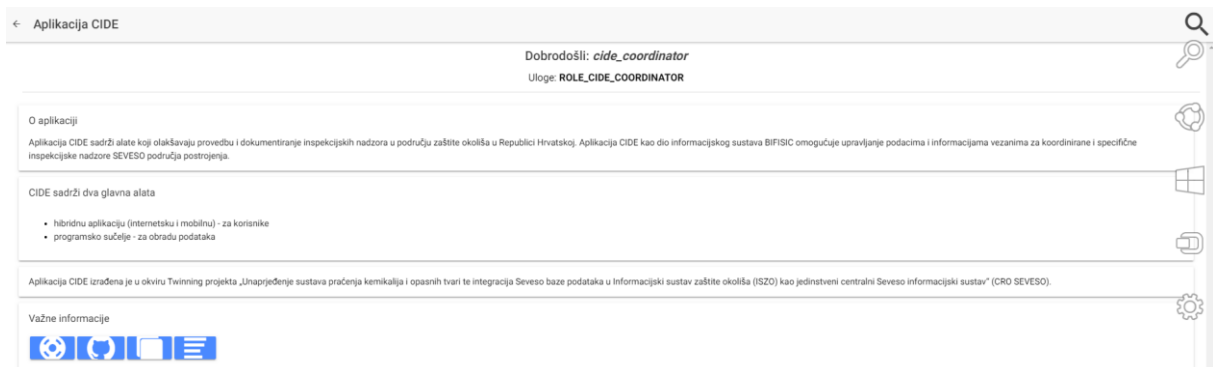 Aplikacija CIDE
Dobrodošli: cide_coordinator
Uloge: ROLE_CIDE_COORDINATOR
O aplikaciji
Aplikacija CIDE sadrži alate koji olakšavaju provedbu i dokumentiranje inspekcijskih nadzora u području zaštite okoliša u Republici Hrvatskoj. Aplikacija CIDE kao dio informacijskog sustava BIFISIC omogućuje upravljanje podacima i informacijama vezanima za koordinirane i specifične
inspekcijske nadzore SEVESO područja postrojenja.
CIDE sadrži dva glavna alata
• hibridnu aplikaciju (internetsku i mobilnu) - za korisnike
• programsko sučelje - za obradu podataka
Aplikacija CIDE izrađena je u okviru Twinning projekta „Unaprjeđenje sustava praćenja kemikalija i opasnih tvari te integracija Seveso baze podataka u Informacijski sustav zaštite okoliša (ISZO) kao jedinstveni centralni Seveso informacijski sustav" (CRO SEVESO).
Važne informacije